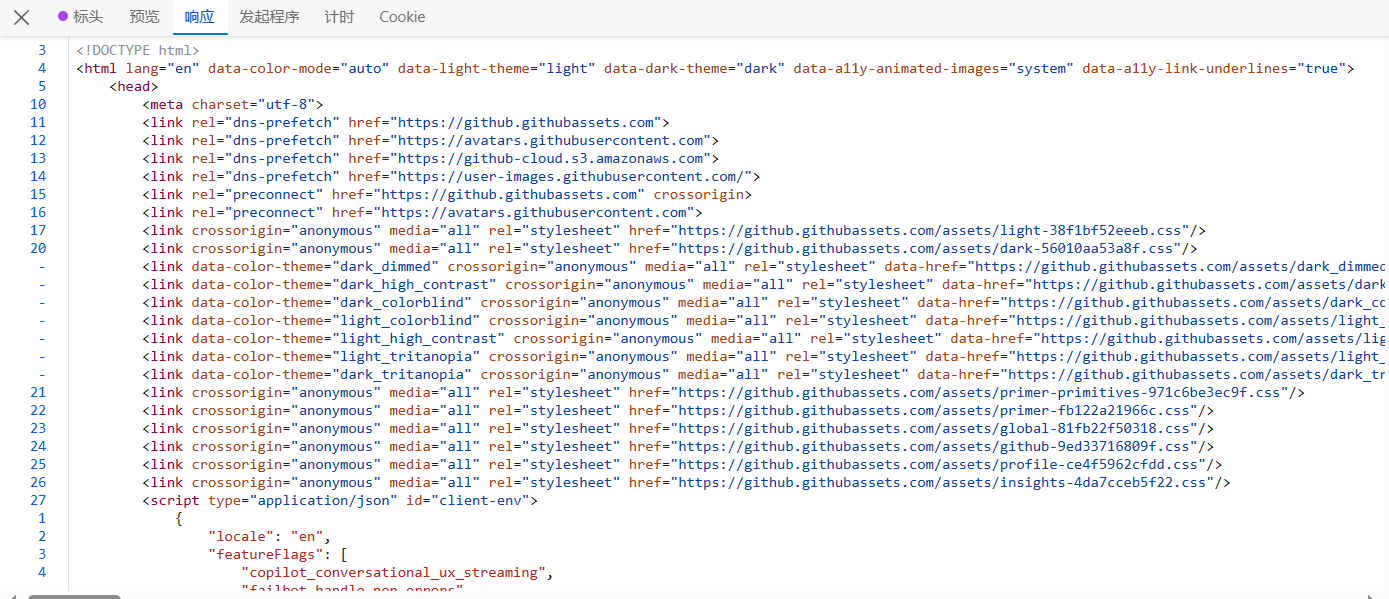 标头 预览 响应 发起程序 计时 Cookie
3 <!DOCTYPE html>
4 <html lang="en" data-color-mode="auto" data-light-theme="light" data-dark-theme="dark" data-a11y-animated-images="system" data-a11y-link-underlines="true">
5 <head>
10 <meta charset="utf-8">
11 <link rel="dns-prefetch" href="https://github.githubassets.com">
12 <link rel="dns-prefetch" href="https://avatars.githubusercontent.com">
13 <link rel="dns-prefetch" href="https://github-cloud.s3.amazonaws.com">
14 <link rel="dns-prefetch" href="https://user-images.githubusercontent.com/">
15 <link rel="preconnect" href="https://github.githubassets.com" crossorigin>
16 <link rel="preconnect" href="https://avatars.githubusercontent.com">
17 <link crossorigin="anonymous" media="all" rel="stylesheet" href="https://github.githubassets.com/assets/light-38f1bf52eeeb.css"/>
20 <link crossorigin="anonymous" media="all" rel="stylesheet" href="https://github.githubassets.com/assets/dark-56010aa53a8f.css"/>
- <link data-color-theme="dark_dimmed" crossorigin="anonymous" media="all" rel="stylesheet" data-href="https://github.githubassets.com/assets/dark_dimmed
- <link data-color-theme="dark_high_contrast" crossorigin="anonymous" media="all" rel="stylesheet" data-href="https://github.githubassets.com/assets/dark
- <link data-color-theme="dark_colorblind" crossorigin="anonymous" media="all" rel="stylesheet" data-href="https://github.githubassets.com/assets/dark_co
- <link data-color-theme="light_colorblind" crossorigin="anonymous" media="all" rel="stylesheet" data-href="https://github.githubassets.com/assets/light_
- <link data-color-theme="light_high_contrast" crossorigin="anonymous" media="all" rel="stylesheet" data-href="https://github.githubassets.com/assets/lig
- <link data-color-theme="light_tritanopia" crossorigin="anonymous" media="all" rel="stylesheet" data-href="https://github.githubassets.com/assets/light_
- <link data-color-theme="dark_tritanopia" crossorigin="anonymous" media="all" rel="stylesheet" data-href="https://github.githubassets.com/assets/dark_tr
21 <link crossorigin="anonymous" media="all" rel="stylesheet" href="https://github.githubassets.com/assets/primer-primitives-971c6be3ec9f.css"/>
22 <link crossorigin="anonymous" media="all" rel="stylesheet" href="https://github.githubassets.com/assets/primer-fb122a21966c.css"/>
23 <link crossorigin="anonymous" media="all" rel="stylesheet" href="https://github.githubassets.com/assets/global-81fb22f50318.css"/>
24 <link crossorigin="anonymous" media="all" rel="stylesheet" href="https://github.githubassets.com/assets/github-9ed33716809f.css"/>
25 <link crossorigin="anonymous" media="all" rel="stylesheet" href="https://github.githubassets.com/assets/profile-ce4f5962cfdd.css"/>
26 <link crossorigin="anonymous" media="all" rel="stylesheet" href="https://github.githubassets.com/assets/insights-4da7cceb5f22.css"/>
27 <script type="application/json" id="client-env">
1 {
2 "locale": "en",
3 "featureFlags": [
4 "copilot_conversational_ux_streaming",
"failbot_handle_non_errors"